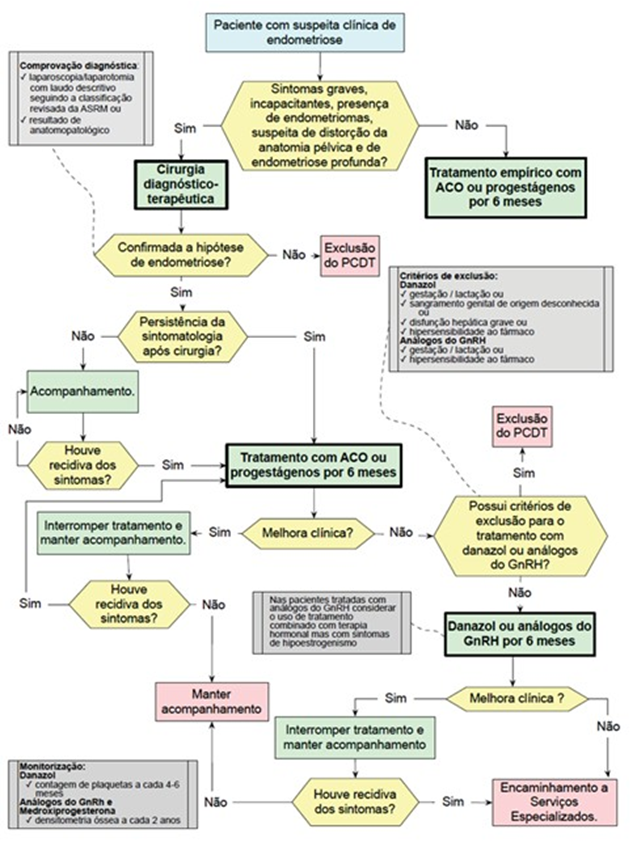 Paciente com suspeita clínica de
endometriose
Comprovação diagnóstica:
✓ laparoscopia/laparotomia
com laudo descritivo
seguindo a classificação
revisada da ASRM ou
✓ resultado de
anatomopatológico
Sintomas graves,
incapacitantes, presença
de endometriomas,
suspeita de distorção da
anatomia pélvica e de
endometriose profunda?
Sim
Não
Cirurgia
diagnóstico-
terapêutica
Tratamento empírico com
ACO ou progestágenos
por 6 meses
Confirmada a hipótese
de endometriose?
Não
Exclusão
do PCDT
Sim
Critérios de exclusão:
Danazol
✓ gestação / lactação ou
✓ sangramento genital de origem desconhecida
ou
✓ disfunção hepática grave ou
✓ hipersensibilidade ao fármaco
Análogos do GnRH
✓ gestação / lactação ou
✓ hipersensibilidade ao fármaco
Persistência da
sintomatologia
após cirurgia?
Não
Sim
Acompanhamento.
Não
Houve
recidiva dos
sintomas?
Sim
Tratamento com ACO ou
progestágenos por 6 meses
Exclusão
do PCDT
Sim
Possui critérios de
exclusão para o
tratamento com
danazol ou análogos
do GnRH?
Interromper tratamento e
manter acompanhamento.
Sim
Melhora clínica?
Não
Não
Houve
recidiva dos
sintomas?
Sim
Não
Nas pacientes tratadas com
análogos do GnRH considerar
o uso de tratamento
combinado com terapia
hormonal mas com sintomas
de hipoestrogenismo
Danazol ou análogos do
GnRH por 6 meses
Manter
acompanhamento
Sim
Melhora clínica ?
Não
Interromper tratamento e
manter acompanhamento
Monitorização:
Danazol
✓ contagem de plaquetas a cada 4-6
meses
Análogos do GnRh e
Medroxiprogesterona
✓ densitometria óssea a cada 2 anos
Não
Houve recidiva
dos sintomas?
Sim
Encaminhamento a
Serviços
Especializados.